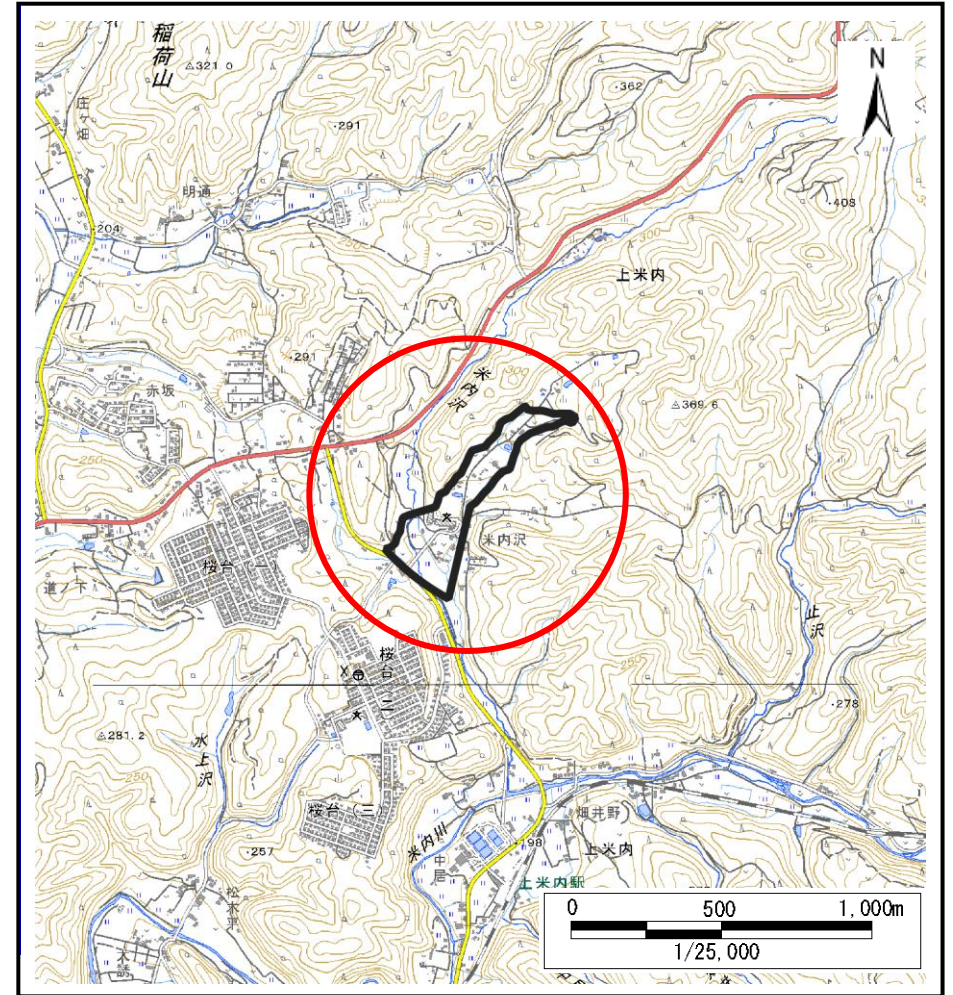 稲荷山
321.0
庄ヶ畑
362
N
291
明通
408
204
250
300
上米内
291
米内沢
300
赤坂
369.6
250
米内沢
桜台(一)
道ノ下
止沢
桜台(二)
250
278
281.2
水上沢
250
桜台(三)
米内川
畑井野
198
上米内
257
中居
上米内駅
松木平
0 500 1,000m
1/25,000